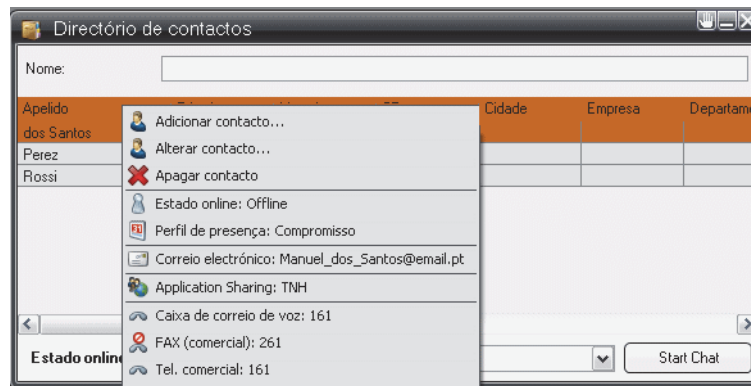 Directório de contactos
Nome:
Apelido Cidade Empresa Departam
dos Santos
Perez
Rossi
Adicionar contacto...
Alterar contacto...
Apagar contacto
Estado online: Offline
Perfil de presença: Compromisso
Correio electrónico: Manuel_dos_Santos@email.pt
Application Sharing: TNH
Caixa de correio de voz: 161
FAX (comercial): 261
Tel. comercial: 161
Estado online
Start Chat